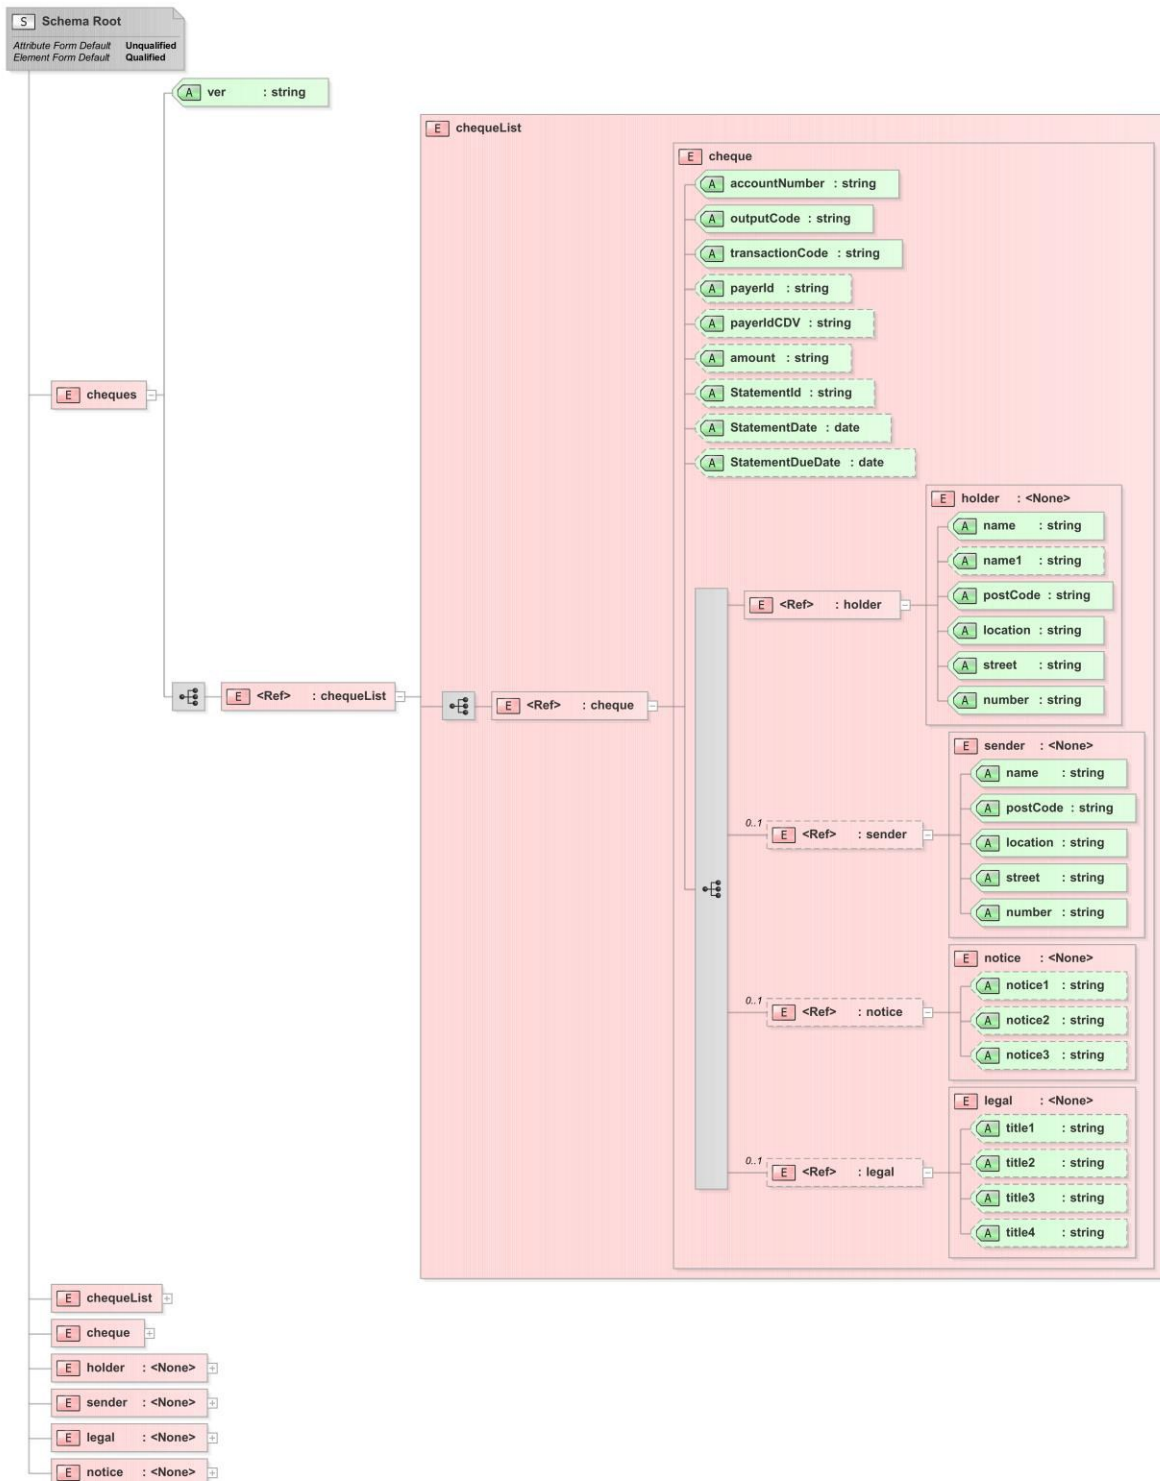 S Schema Root
Attribute Form Default Unqualified
Element Form Default Qualified
A ver : string
E chequeList
E cheque
A accountNumber : string
A outputCode : string
A transactionCode : string
A payerId : string
A payerIdCDV : string
A amount : string
E cheques
A StatementId : string
A StatementDate : date
A StatementDueDate : date
E holder : <None>
A name : string
A name1 : string
A postCode : string
E <Ref> : holder
A location : string
A street : string
A number : string
E <Ref> : chequeList
E <Ref> : cheque
E sender : <None>
A name : string
A postCode : string
0..1
E <Ref> : sender
A location : string
A street : string
A number : string
E notice : <None>
A notice1 : string
0..1
E <Ref> : notice
A notice2 : string
A notice3 : string
E legal : <None>
A title1 : string
A title2 : string
0..1
E <Ref> : legal
A title3 : string
A title4 : string
E chequeList
E cheque
E holder : <None>
E sender : <None>
E legal : <None>
E notice : <None>